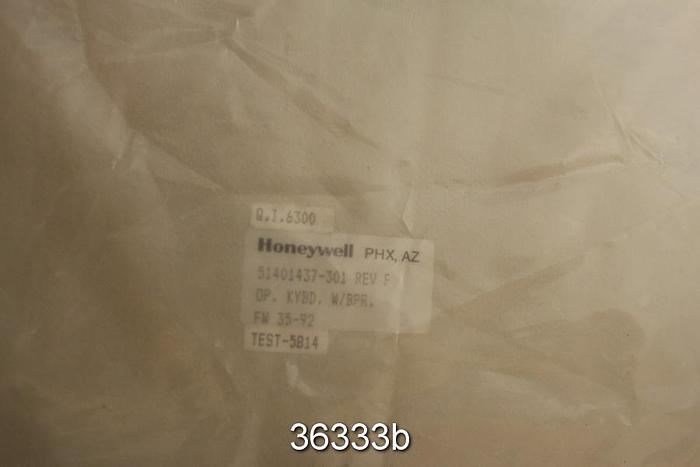 Q.I.6300
Honeywell PHX, AZ
51401437-301 REV F
OP. KYBD. W/BPR.
FW 35-92
TEST-5814
36333b